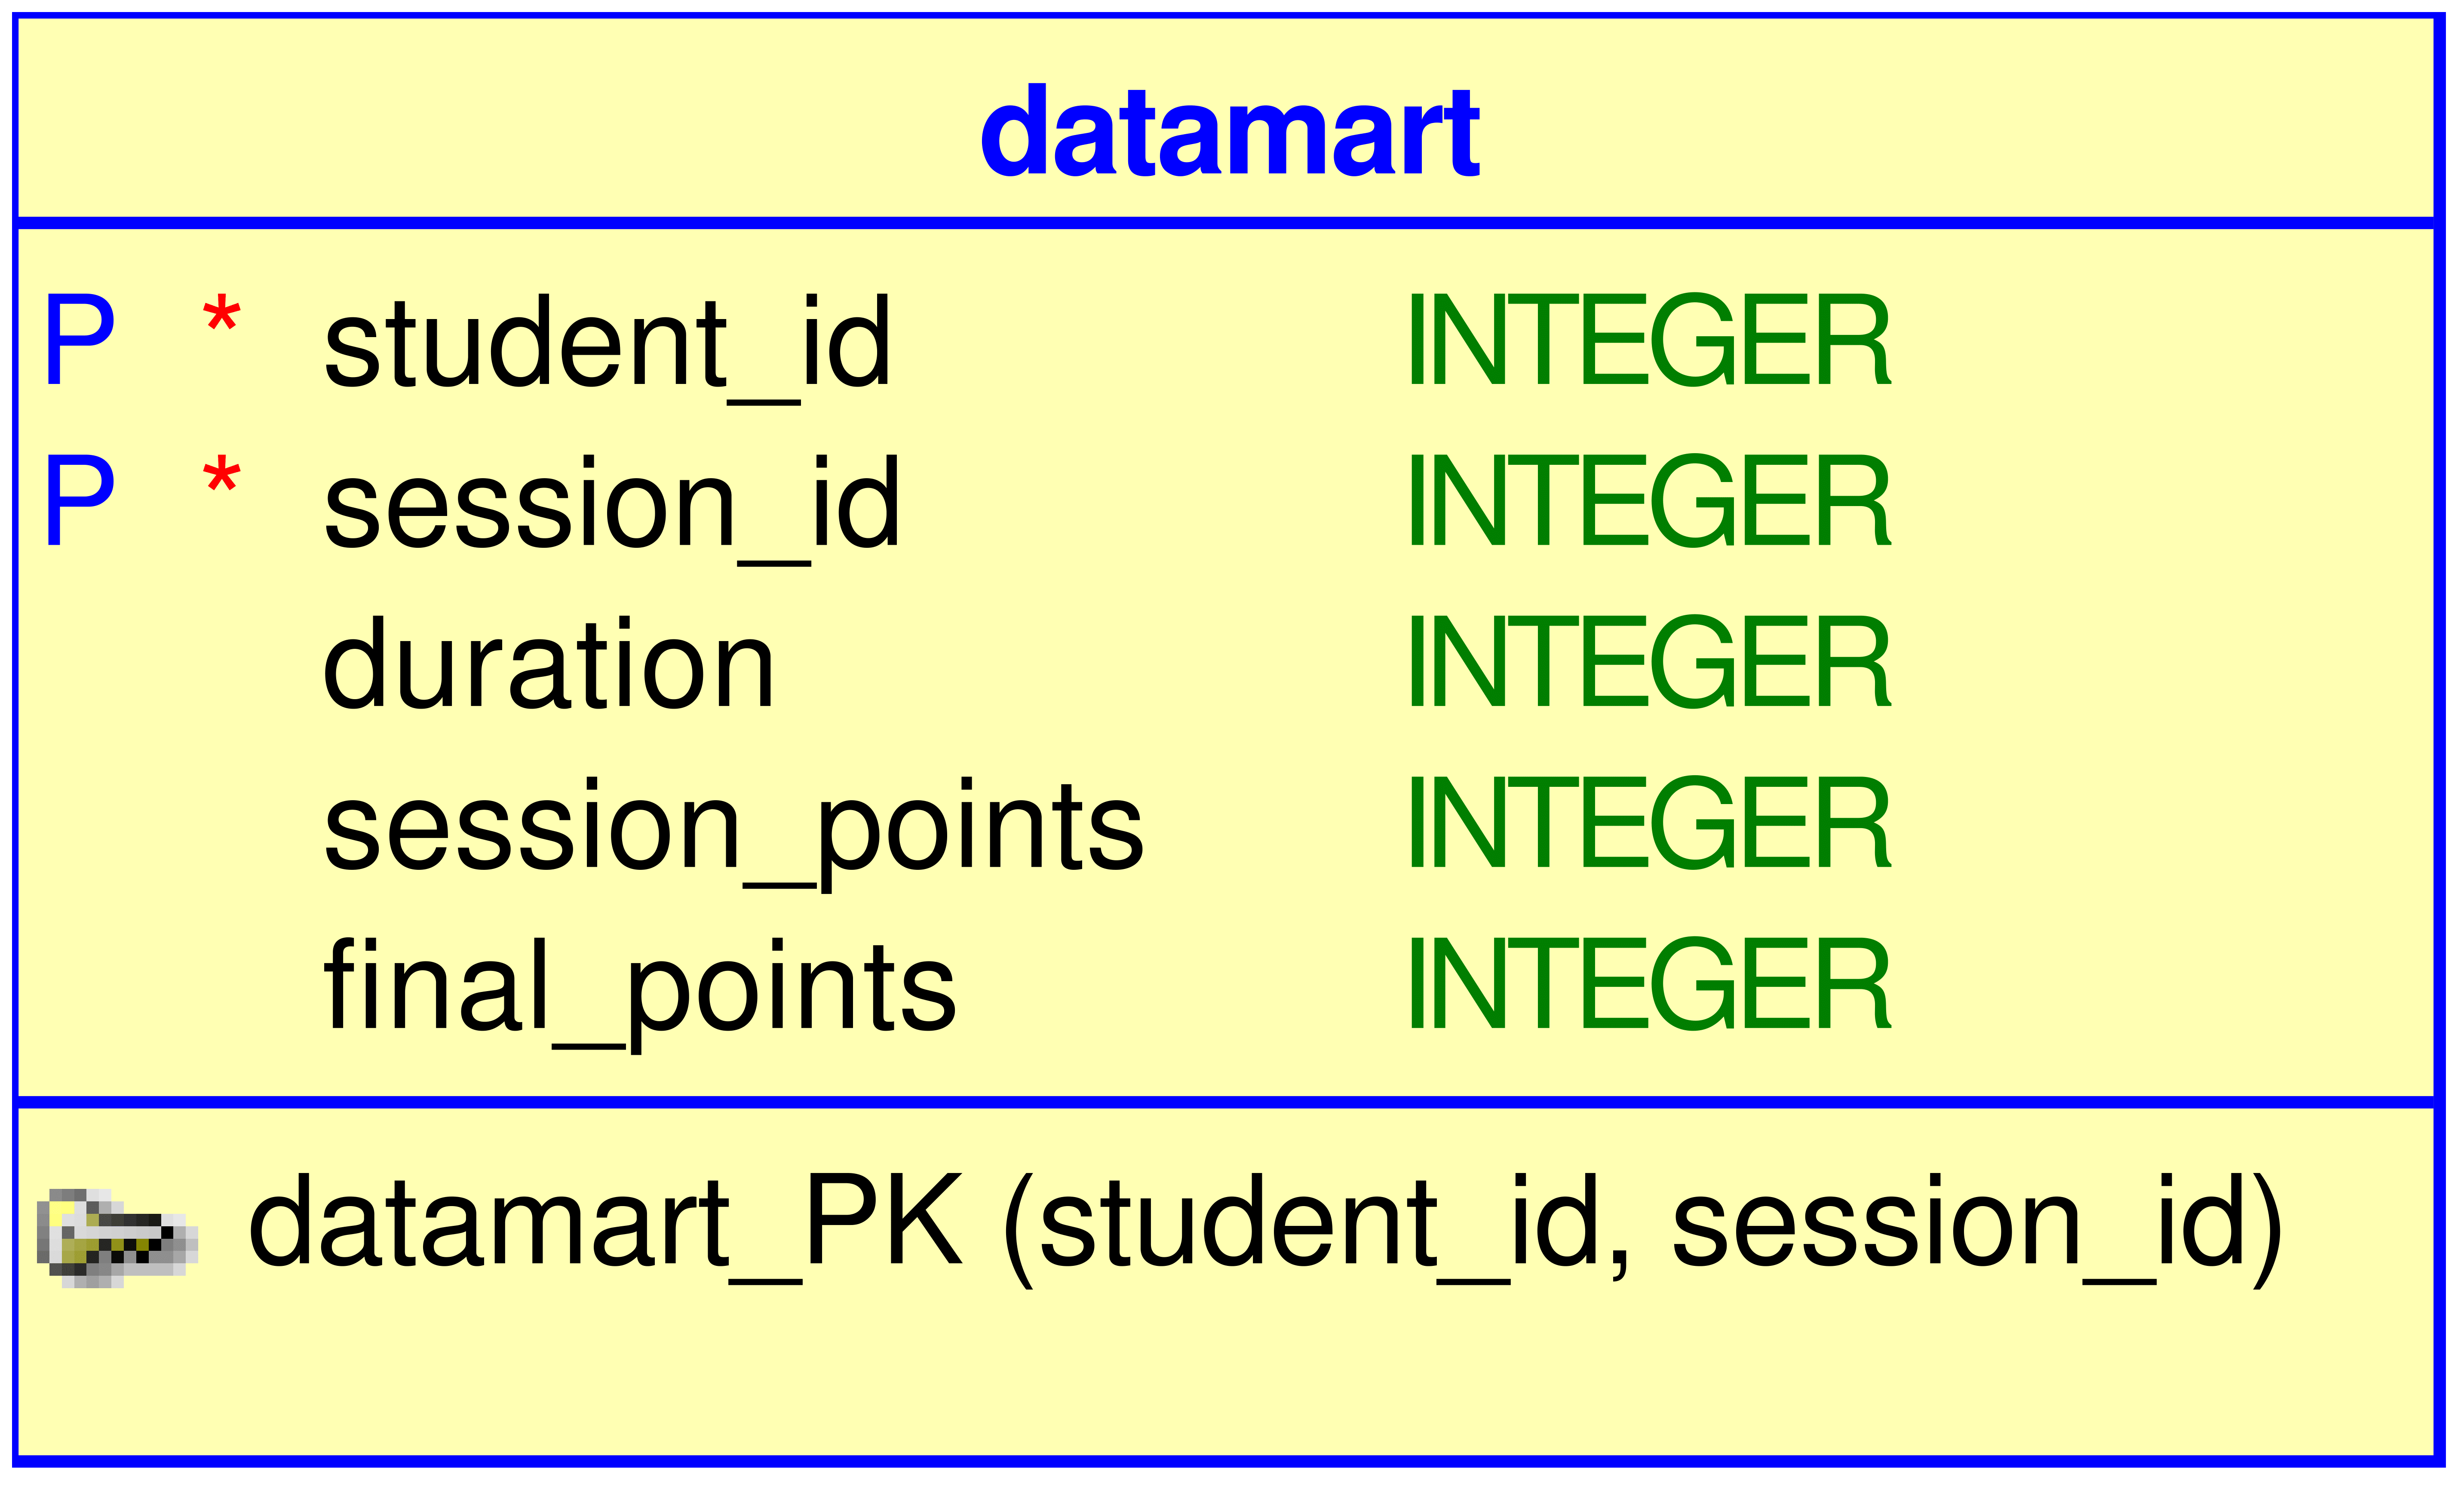 datamart
P * student_id INTEGER
P * session_id INTEGER
duration INTEGER
session_points INTEGER
final_points INTEGER
datamart_PK (student_id, session_id)